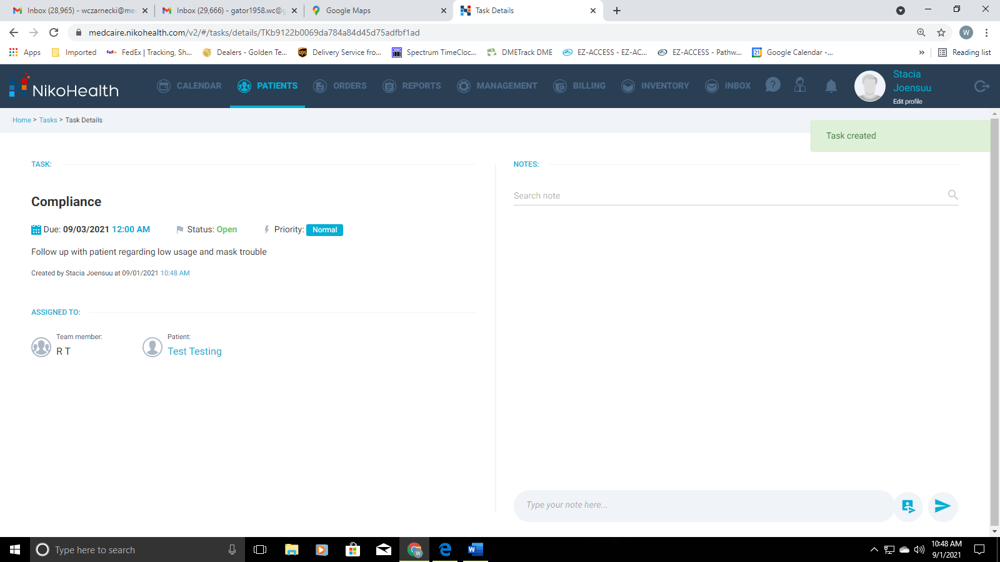 Inbox (28,965) - wczarnecki@me
Inbox (29,666) - gator1958.wc@g
Google Maps
Task Details
medcaire.nikohealth.com/v2/#/tasks/details/TKb9122b0069da784a84d45d75adfbf1ad
W
Apps
Imported
FedEx | Tracking, Sh...
Dealers - Golden Te...
Delivery Service fro...
Spectrum TimeCloc...
DMETrack DME
EZ-ACCESS - EZ-AC...
EZ-ACCESS - Pathw...
Google Calendar -...
»
Reading list
NikoHealth
CALENDAR
PATIENTS
ORDERS
REPORTS
MANAGEMENT
BILLING
INVENTORY
INBOX
Stacia
Joensuu
Edit profile
Home > Tasks > Task Details
Task created
TASK:
Compliance
Due: 09/03/2021 12:00 AM
Status: Open
Priority: Normal
Follow up with patient regarding low usage and mask trouble
Created by Stacia Joensuu at 09/01/2021 10:48 AM
ASSIGNED TO:
Team member:
R T
Patient:
Test Testing
NOTES:
Search note
Type your note here...
Type here to search
10:48 AM
9/1/2021